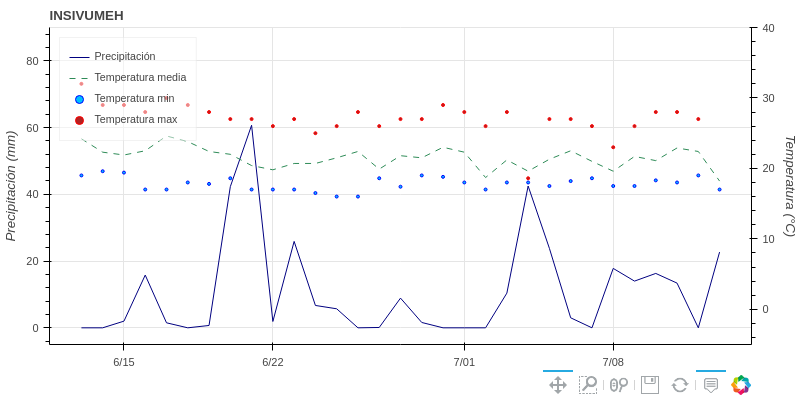 INSIVUMEH
Precipitación
Temperatura media
Temperatura min
Temperatura max
Precipitación (mm)
80
60
40
20
0
Temperatura (°C)
40
30
20
10
0
6/15
6/22
7/01
7/08